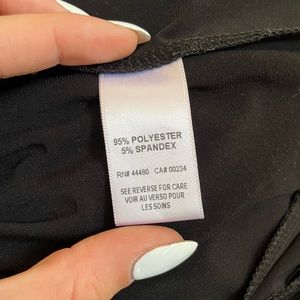 95% POLYESTER
5% SPANDEX
RN# 44480 CA# 00234
SEE REVERSE FOR CARE
VOIR AU VERSO POUR
LES SOINS